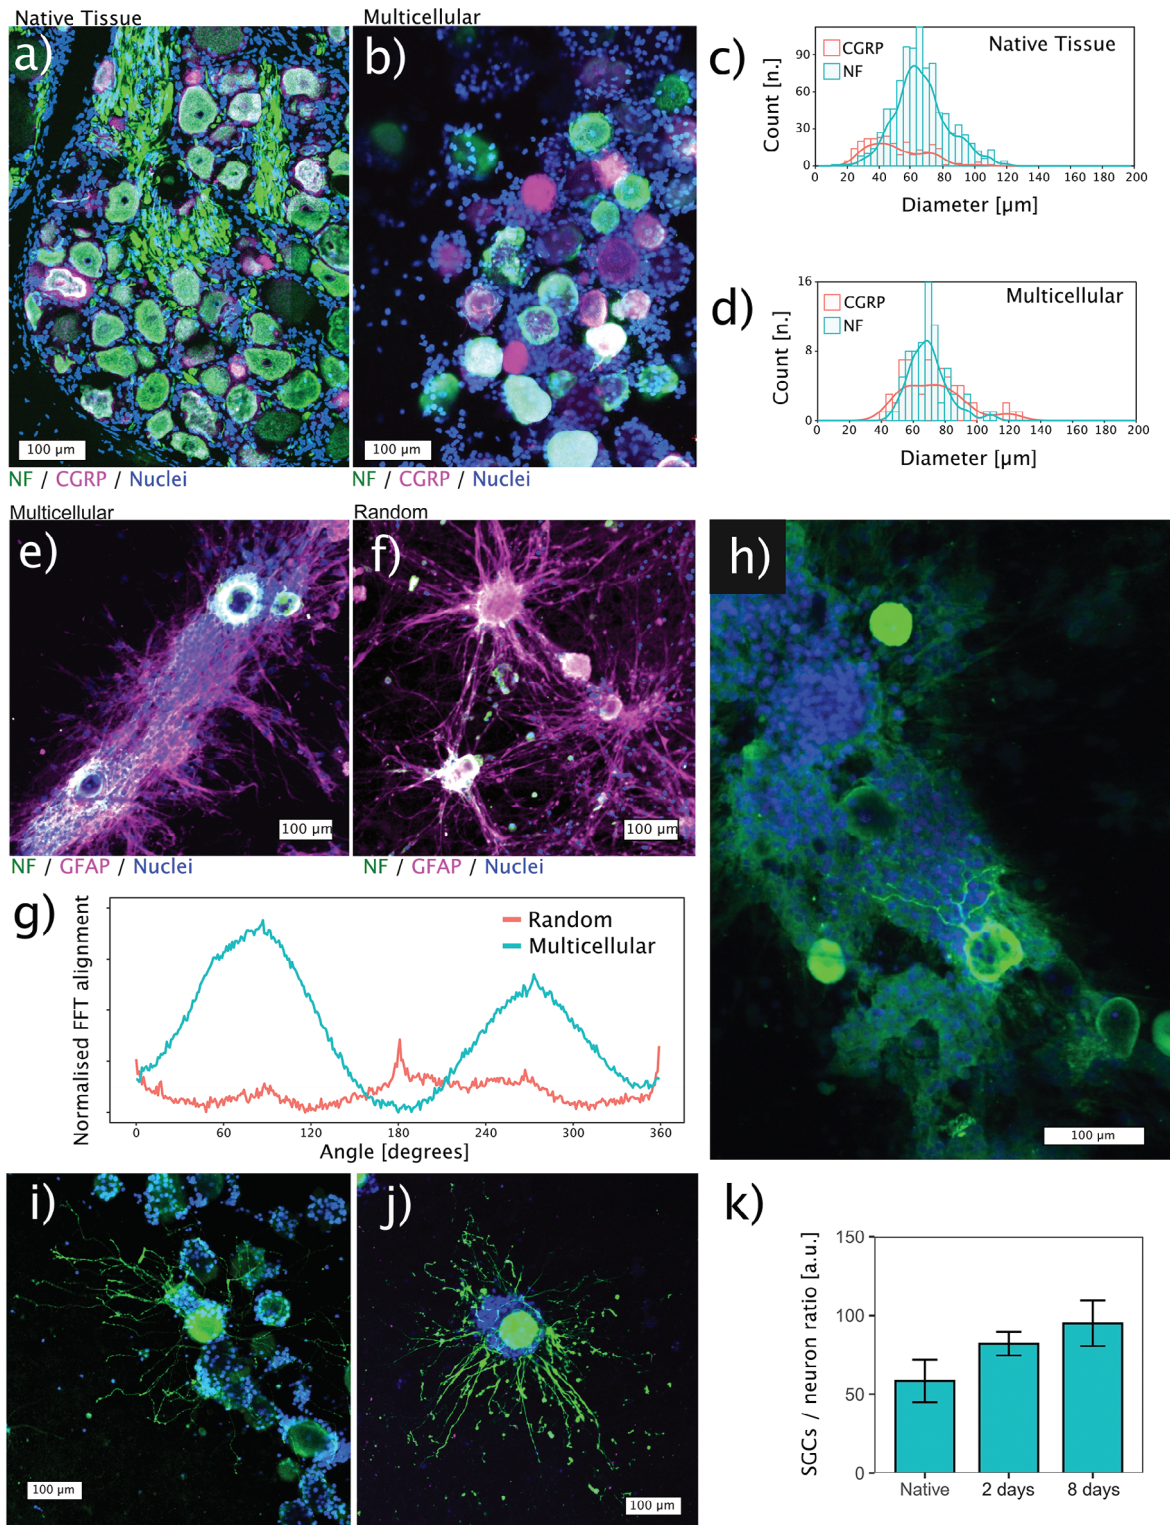 Native Tissue
Multicellular
a)
b)
100 µm
100 µm
NF / CGRP / Nuclei
NF / CGRP / Nuclei
c)
CGRP
NF
Native Tissue
Count [n.]
90
60
30
0
0 20 40 60 80 100 120 140 160 180 200
Diameter [µm]
d)
CGRP
NF
Multicellular
Count [n.]
16
8
0
0 20 40 60 80 100 120 140 160 180 200
Diameter [µm]
Multicellular
Random
e)
f)
100 µm
100 µm
NF / GFAP / Nuclei
NF / GFAP / Nuclei
h)
100 µm
g)
Normalised FFT alignment
Random
Multicellular
0 60 120 180 240 300 360
Angle [degrees]
i)
j)
100 µm
100 µm
k)
SGCs / neuron ratio [a.u.]
150
100
50
0
Native 2 days 8 days